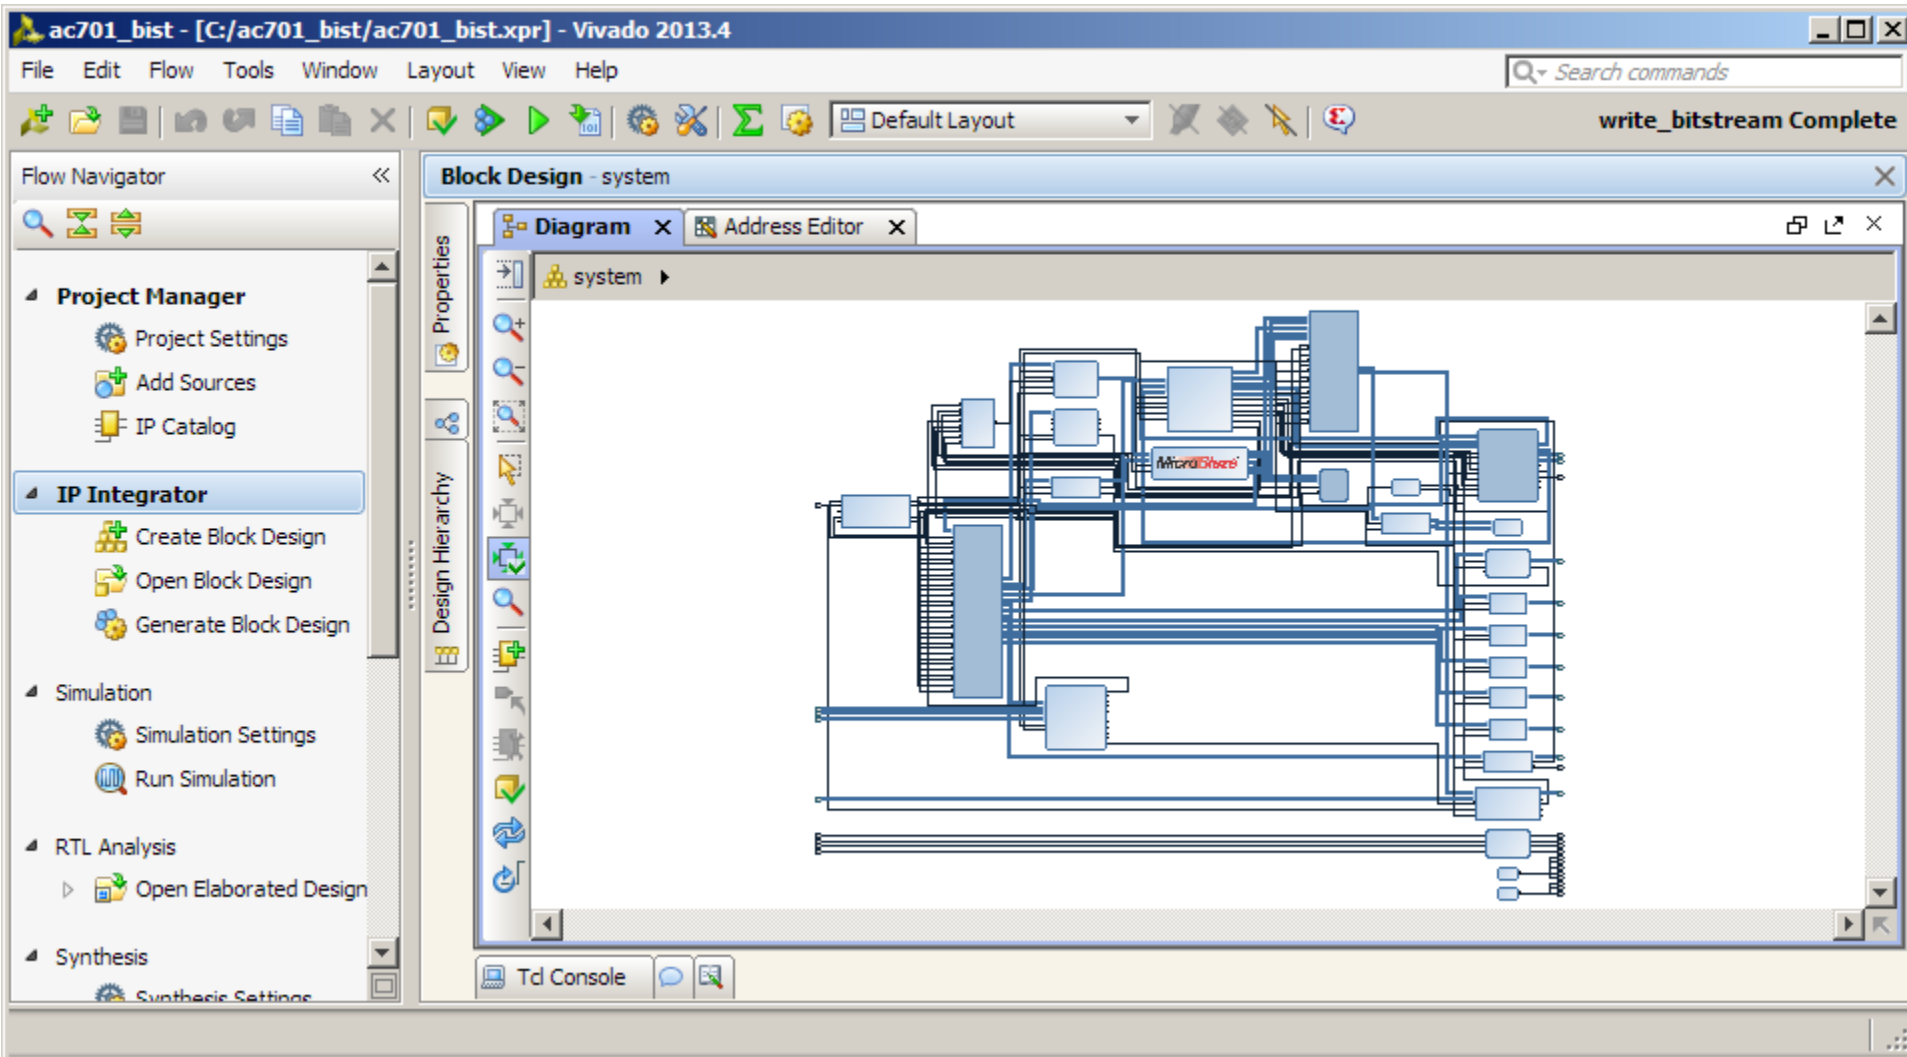 ac701_bist - [C:/ac701_bist/ac701_bist.xpr] - Vivado 2013.4
File Edit Flow Tools Window Layout View Help
Search commands
Default Layout
write_bitstream Complete
Flow Navigator
Block Design - system
Diagram
Address Editor
Properties
system
Project Manager
Project Settings
Add Sources
IP Catalog
IP Integrator
Create Block Design
Open Block Design
Generate Block Design
Design Hierarchy
MicroBlaze
Simulation
Simulation Settings
Run Simulation
RTL Analysis
Open Elaborated Design
Synthesis
Synthesis Settings
Tcl Console